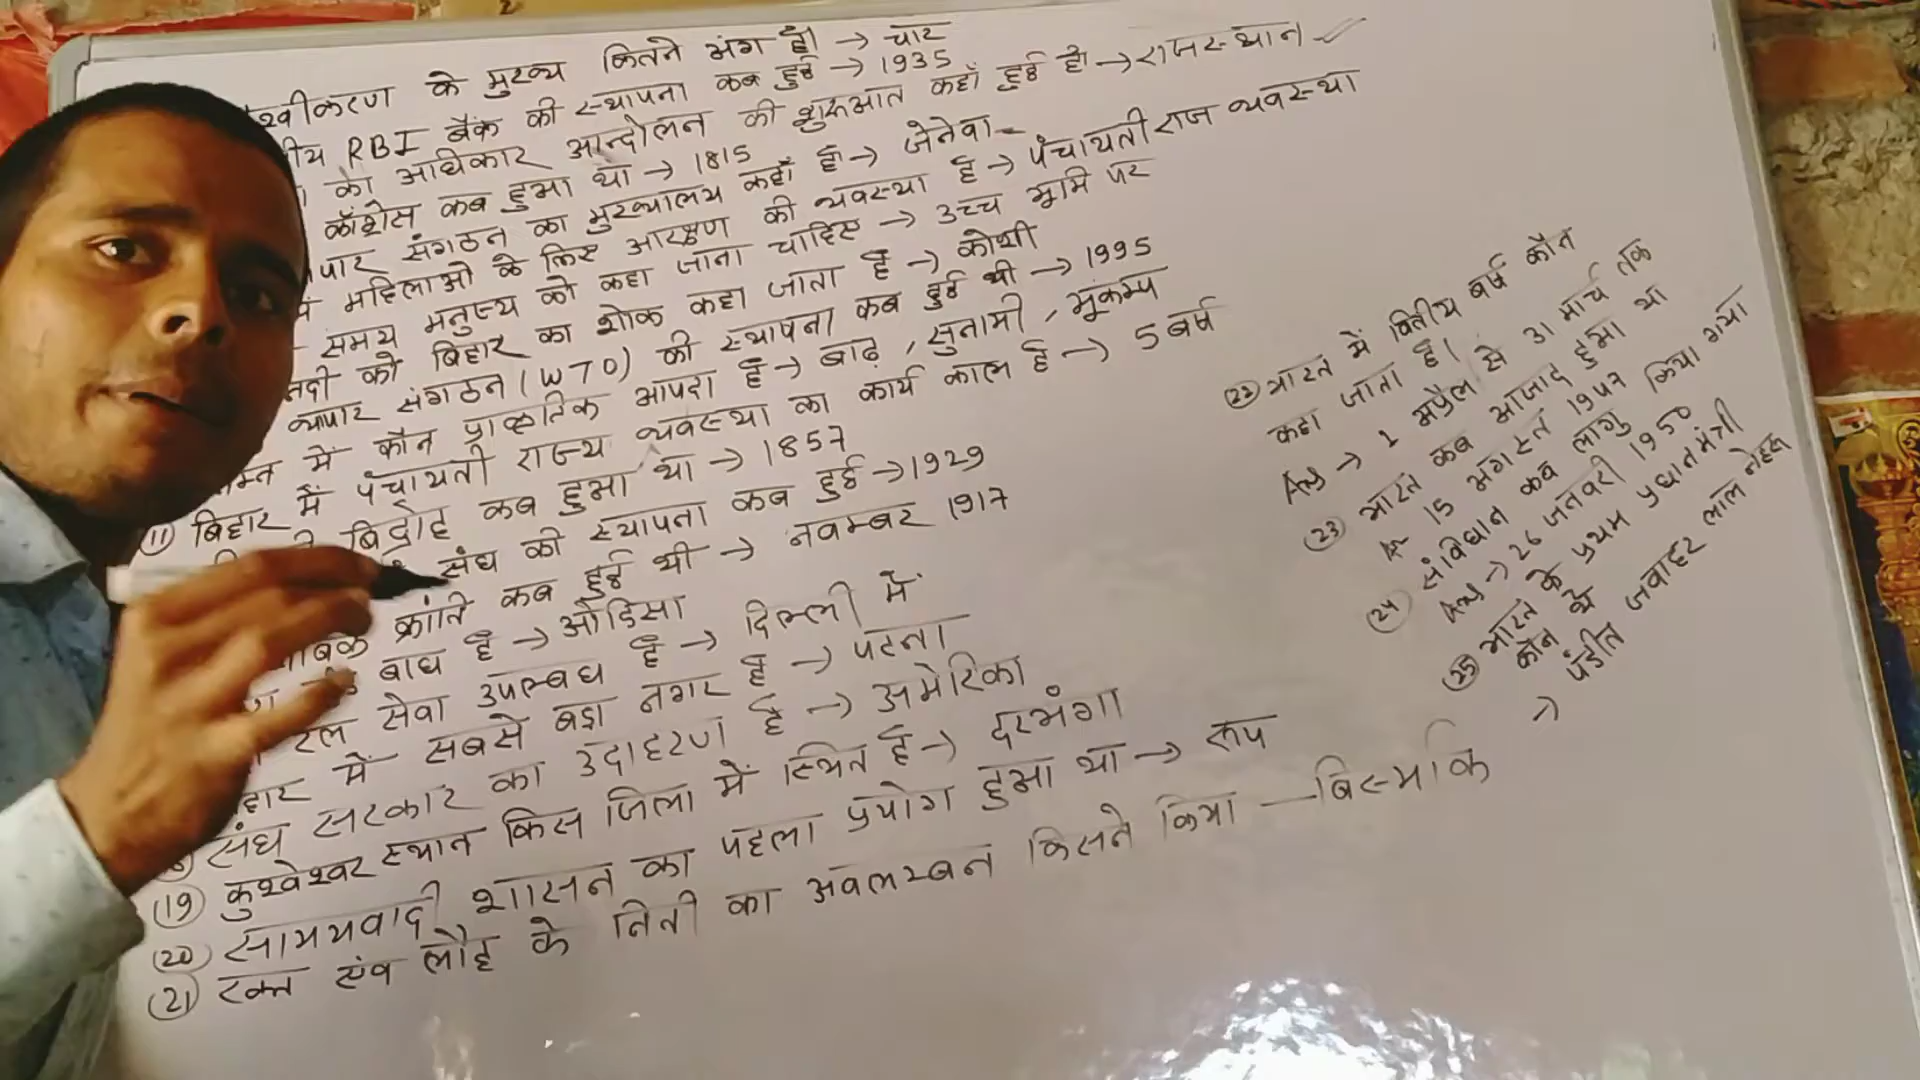 श्वीकरण के मुख्य कितने अंग है। → चार
ीय RBI बैंक की स्थापना कब हुई → 1935
का अधिकार आन्दोलन की शुरुआत कहाँ हुई है → राजस्थान
काँग्रेस कब हुआ था → 1815
पार संगठन का मुख्यालय कहाँ है → जेनेवा
महिलाओ के लिए आरक्षण की व्यवस्था है → पंचायती राज व्यवस्था
समय मनुष्य को कहा जाना चाहिए → उच्च भूमि पर
नदी को बिहार का शोक कहा जाता है → कोशी
व्यापार संगठन (WTO) की स्थापना कब हुई थी → 1995
म्न में कौन प्राकृतिक आपदा है → बाढ़, सुनामी, भूकम्प
(11) बिहार में पंचायती राज्य व्यवस्था का कार्य काल है → 5 वर्ष
बिद्रोह कब हुआ था → 1857
संघ की स्थापना कब हुई → 1929
क्रांति कब हुई थी → नवम्बर 1917
बाघ है → ओडिसा
रेल सेवा उपलब्ध है → दिल्ली में
हार में सबसे बड़ा नगर है → पटना
संघ सरकार का उदाहरण है → अमेरिका
(19) कुश्वेश्वर स्थान किस जिला में स्थित है → दरभंगा
(20) साम्यवादी शासन का पहला प्रयोग हुआ था → रूप
(21) रक्त एंव लौह के निती का अवलम्बन किसने किया — बिस्मार्क
(22) भारत में वितीय वर्ष कौन
कहा जाता है।
Ans → 1 अप्रैल से 31 मार्च तक
(23) भारत कब आजाद हुआ था
A→ 15 अगस्त 1947
(24) संविधान कब लागु किया गया
Ans → 26 जनवरी 1950
(25) भारत के प्रथम प्रधानमंत्री
कौन थे
→ पंडीत जवाहर लाल नेहरू